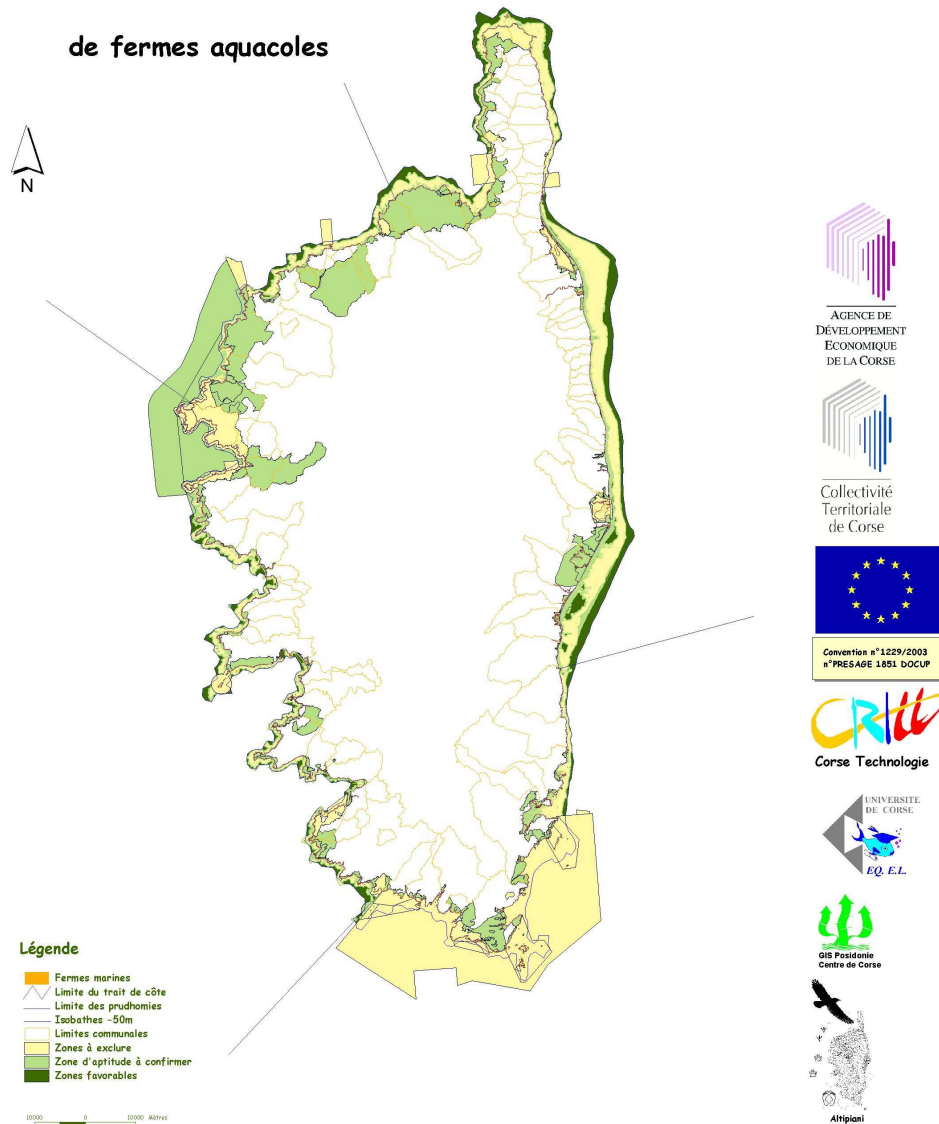 de fermes aquacoles
N
AGENCE DE
DÉVELOPPEMENT
ECONOMIQUE
DE LA CORSE
Collectivité
Territoriale
de Corse
Convention n°1229/2003
n°PRESAGE 1851 DOCUP
CRITT
Corse Technologie
UNIVERSITE
DE CORSE
EQ. E.L.
GIS Posidonie
Centre de Corse
Altipiani
Légende
Fermes marines
Limite du trait de côte
Limite des prudhomies
Isobathes -50m
Limites communales
Zones à exclure
Zone d'aptitude à confirmer
Zones favorables
10000 0 10000 Mètres